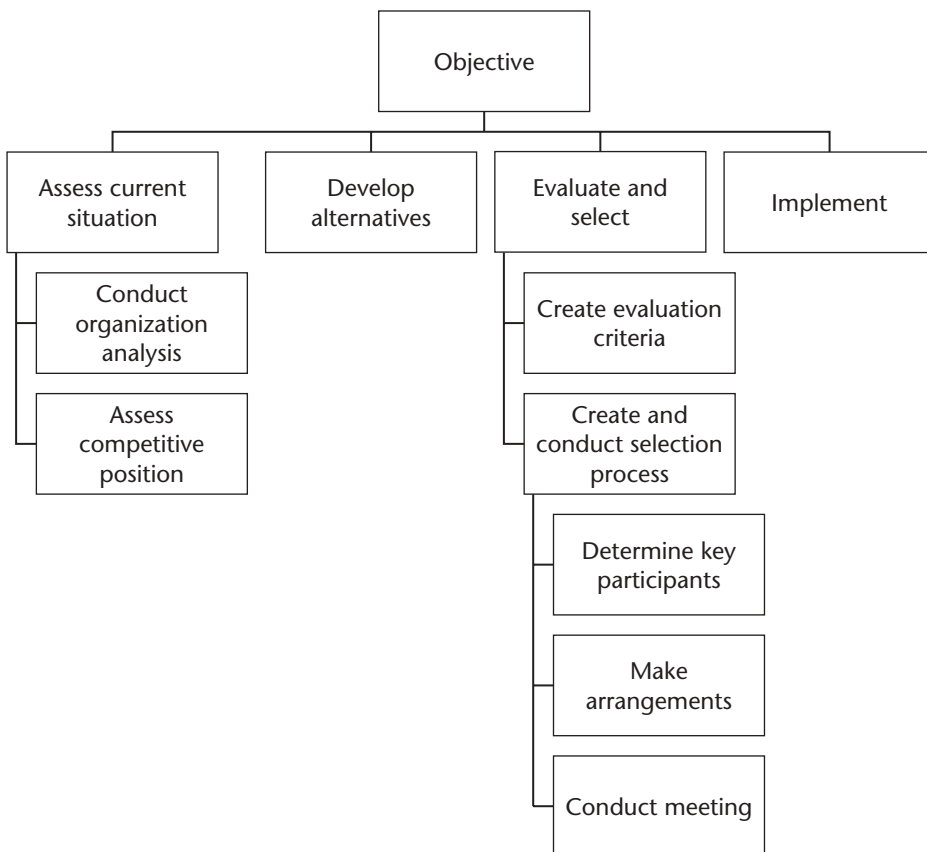 Objective
Assess current
situation
Develop
alternatives
Evaluate and
select
Implement
Conduct
organization
analysis
Assess
competitive
position
Create evaluation
criteria
Create and
conduct selection
process
Determine key
participants
Make
arrangements
Conduct meeting